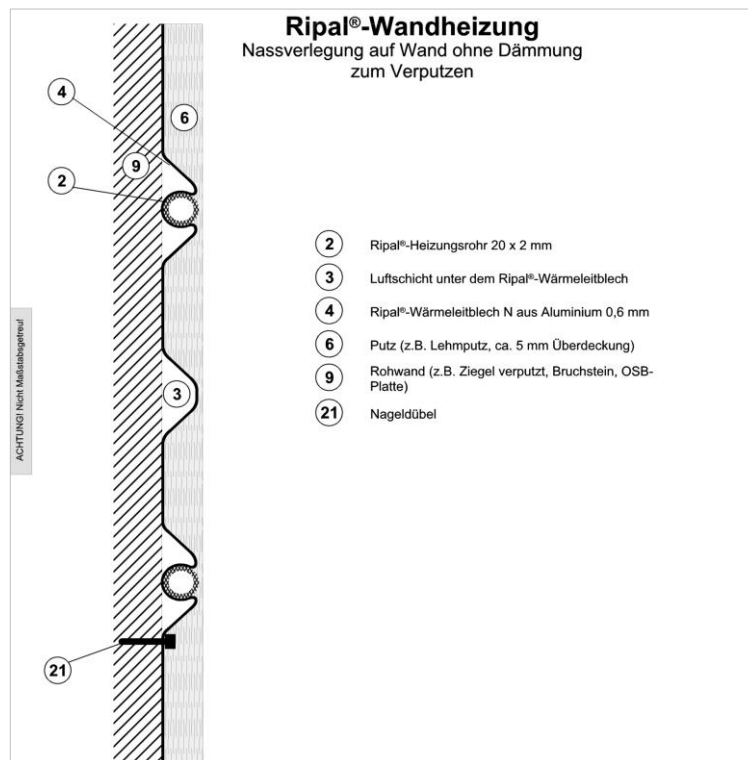 Ripal®-Wandheizung
Nassverlegung auf Wand ohne Dämmung
zum Verputzen
4
6
9
2
2 Ripal®-Heizungsrohr 20 x 2 mm
3 Luftschicht unter dem Ripal®-Wärmeleitblech
4 Ripal®-Wärmeleitblech N aus Aluminium 0,6 mm
6 Putz (z.B. Lehmputz, ca. 5 mm Überdeckung)
9 Rohwand (z.B. Ziegel verputzt, Bruchstein, OSB-
Platte)
21 Nageldübel
3
ACHTUNG! Nicht Maßstabsgetreu!
21